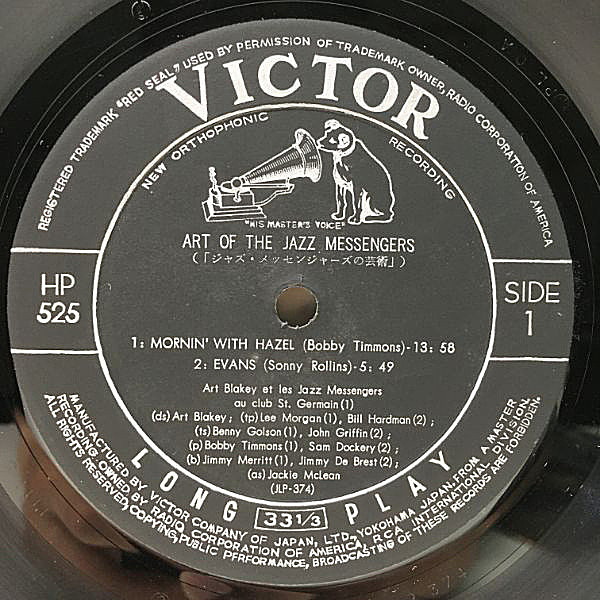 REGISTERED TRADEMARK "RED SEAL" USED BY PERMISSION OF TRADEMARK OWNER, RADIO CORPORATION OF AMERICA
VICTOR
NEW ORTHOPHONIC RECORDING
"HIS MASTER'S VOICE"
ART OF THE JAZZ MESSENGERS
(「ジャズ・メッセンジャーズの芸術」)
HP
525
SIDE
1
1: MORNIN' WITH HAZEL (Bobby Timmons)-13: 58
2: EVANS (Sonny Rollins)-5: 49
Art Blakey et les Jazz Messengers
au club St. Germain(1)
(ds) Art Blakey; (tp) Lee Morgan(1), Bill Hardman(2);
(ts) Benny Golson(1), John Griffin(2);
(p) Bobby Timmons(1), Sam Dockery(2);
(b) Jimmy Merritt(1), Jimmy De Brest(2);
(as) Jackie McLean
(JLP-374)
LONG 33 1/3 PLAY
MANUFACTURED BY VICTOR COMPANY OF JAPAN, LTD., YOKOHAMA, JAPAN, FROM A MASTER
RECORDING OWNED BY RADIO CORPORATION OF AMERICA, RCA INTERNATIONAL DIVISION.
ALL RIGHTS RESERVED, COPYING, PUBLIC PERFRMANCE, BROADCASTING OF THESE RECORDS ARE FORBIDDEN.